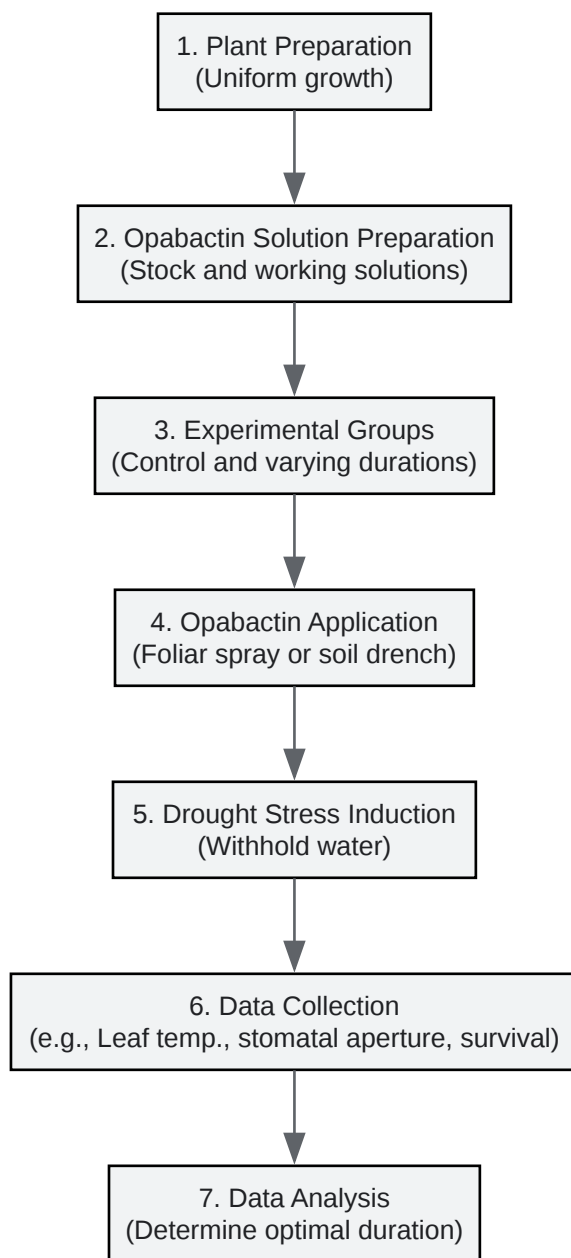 1. Plant Preparation
(Uniform growth)
2. Opabactin Solution Preparation
(Stock and working solutions)
3. Experimental Groups
(Control and varying durations)
4. Opabactin Application
(Foliar spray or soil drench)
5. Drought Stress Induction
(Withhold water)
6. Data Collection
(e.g., Leaf temp., stomatal aperture, survival)
7. Data Analysis
(Determine optimal duration)